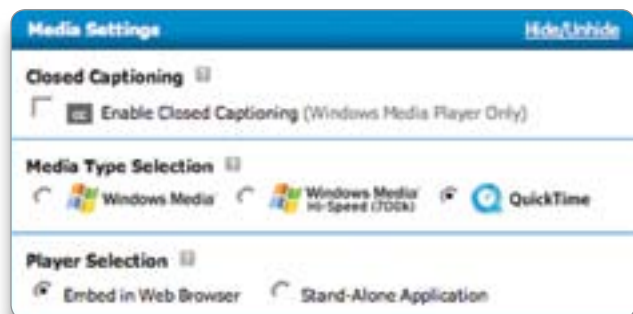 Media Settings Hide/Unhide
Closed Captioning
CC Enable Closed Captioning (Windows Media Player Only)
Media Type Selection
Windows Media Windows Media Hi-Speed (700k) QuickTime
Player Selection
Embed in Web Browser Stand-Alone Application